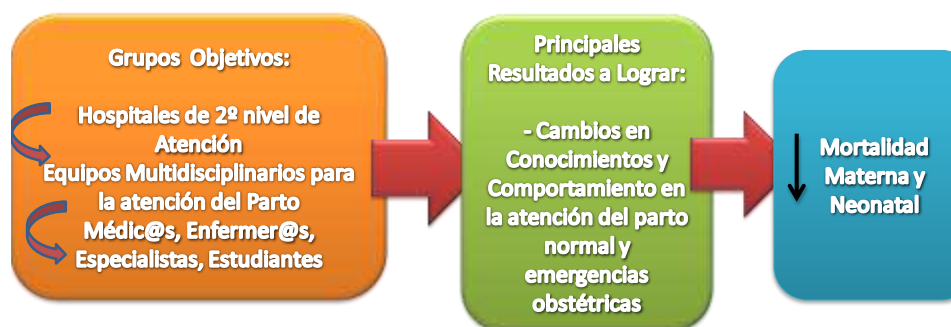 Grupos Objetivos:
Hospitales de 2º nivel de
Atención
Equipos Multidisciplinarios para
la atención del Parto
Médic@s, Enfermer@s,
Especialistas, Estudiantes
Principales
Resultados a Lograr:
- Cambios en
Conocimientos y
Comportamiento en
la atención del parto
normal y
emergencias
obstétricas
Mortalidad
Materna y
Neonatal